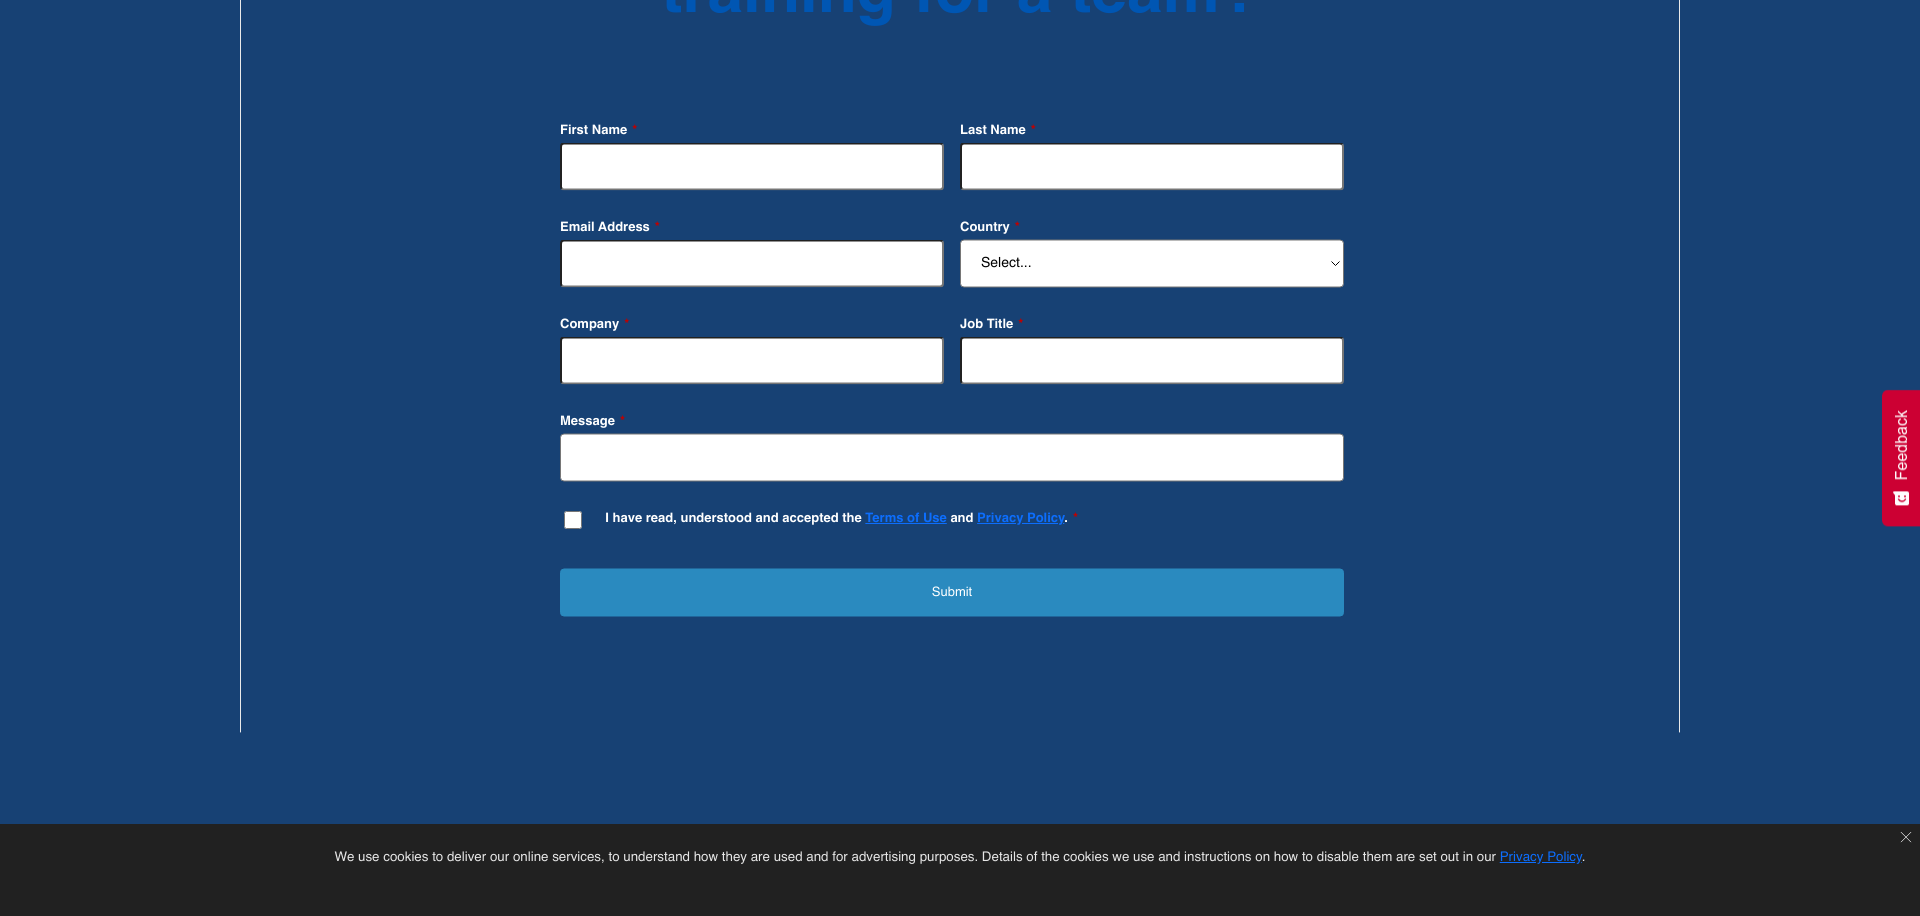 training for a team?
First Name *
Last Name *
Email Address *
Country *
Select...
Company *
Job Title *
Message *
I have read, understood and accepted the Terms of Use and Privacy Policy. *
Submit
Feedback
We use cookies to deliver our online services, to understand how they are used and for advertising purposes. Details of the cookies we use and instructions on how to disable them are set out in our Privacy Policy.